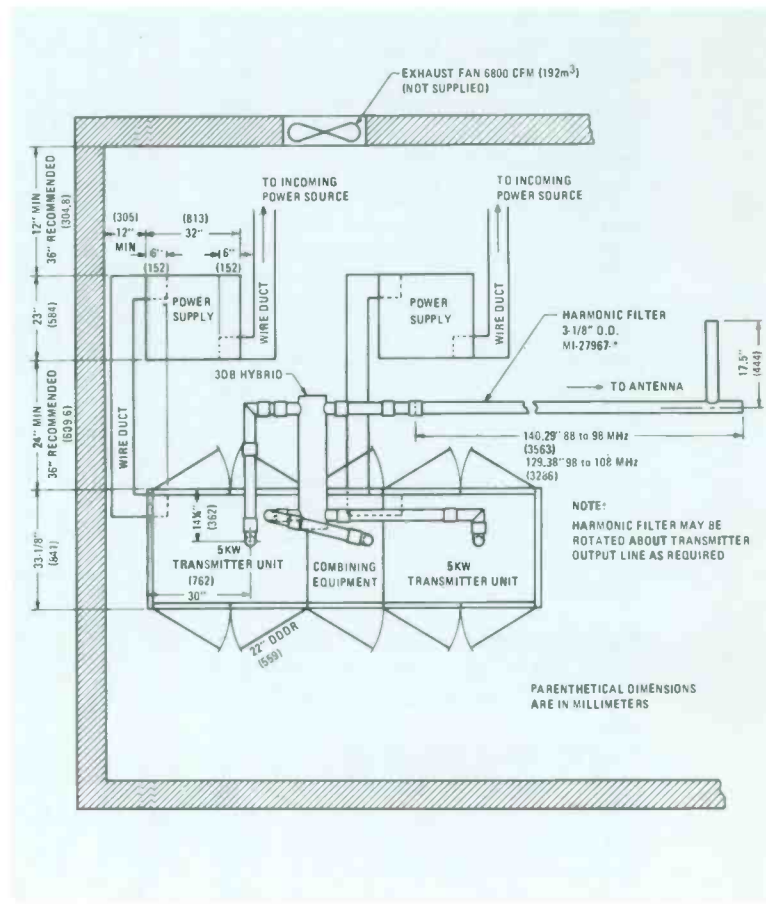 EXHAUST FAN 6800 CFM (192m3)
(NOT SUPPLIED)
12" MIN
36" RECOMMENDED
(304.8)
TO INCOMING
POWER SOURCE
TO INCOMING
POWER SOURCE
(305)
12"
MIN
(813)
32"
6"
(152)
6"
(152)
23"
(584)
POWER
SUPPLY
WIRE DUCT
POWER
SUPPLY
WIRE DUCT
HARMONIC FILTER
3-1/8" O.D.
MI-27967-*
17.5"
(444)
3DB HYBRID
TO ANTENNA
24" MIN
36" RECOMMENDED
(609.6)
WIRE DUCT
140.29" 88 to 98 MHz
(3563)
129.38" 98 to 108 MHz
(3286)
33-1/8"
(841)
14¼"
(362)
NOTE:
HARMONIC FILTER MAY BE
ROTATED ABOUT TRANSMITTER
OUTPUT LINE AS REQUIRED
5KW
TRANSMITTER UNIT
(762)
30"
COMBINING
EQUIPMENT
5KW
TRANSMITTER UNIT
22" DOOR
(559)
PARENTHETICAL DIMENSIONS
ARE IN MILLIMETERS